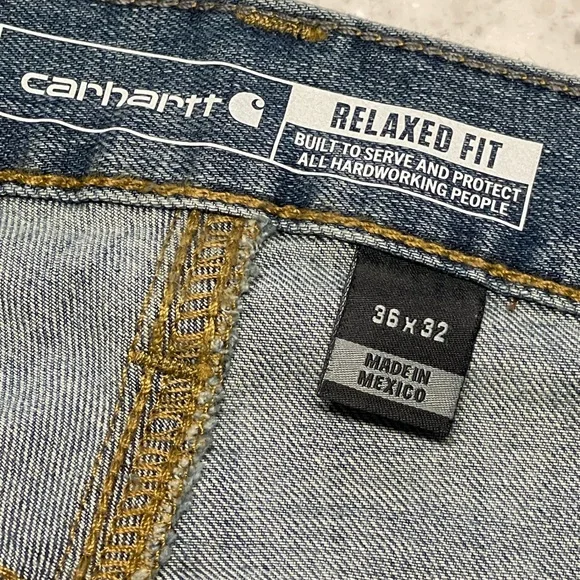 carhartt
RELAXED FIT
BUILT TO SERVE AND PROTECT
ALL HARDWORKING PEOPLE
36 x 32
MADE IN
MEXICO